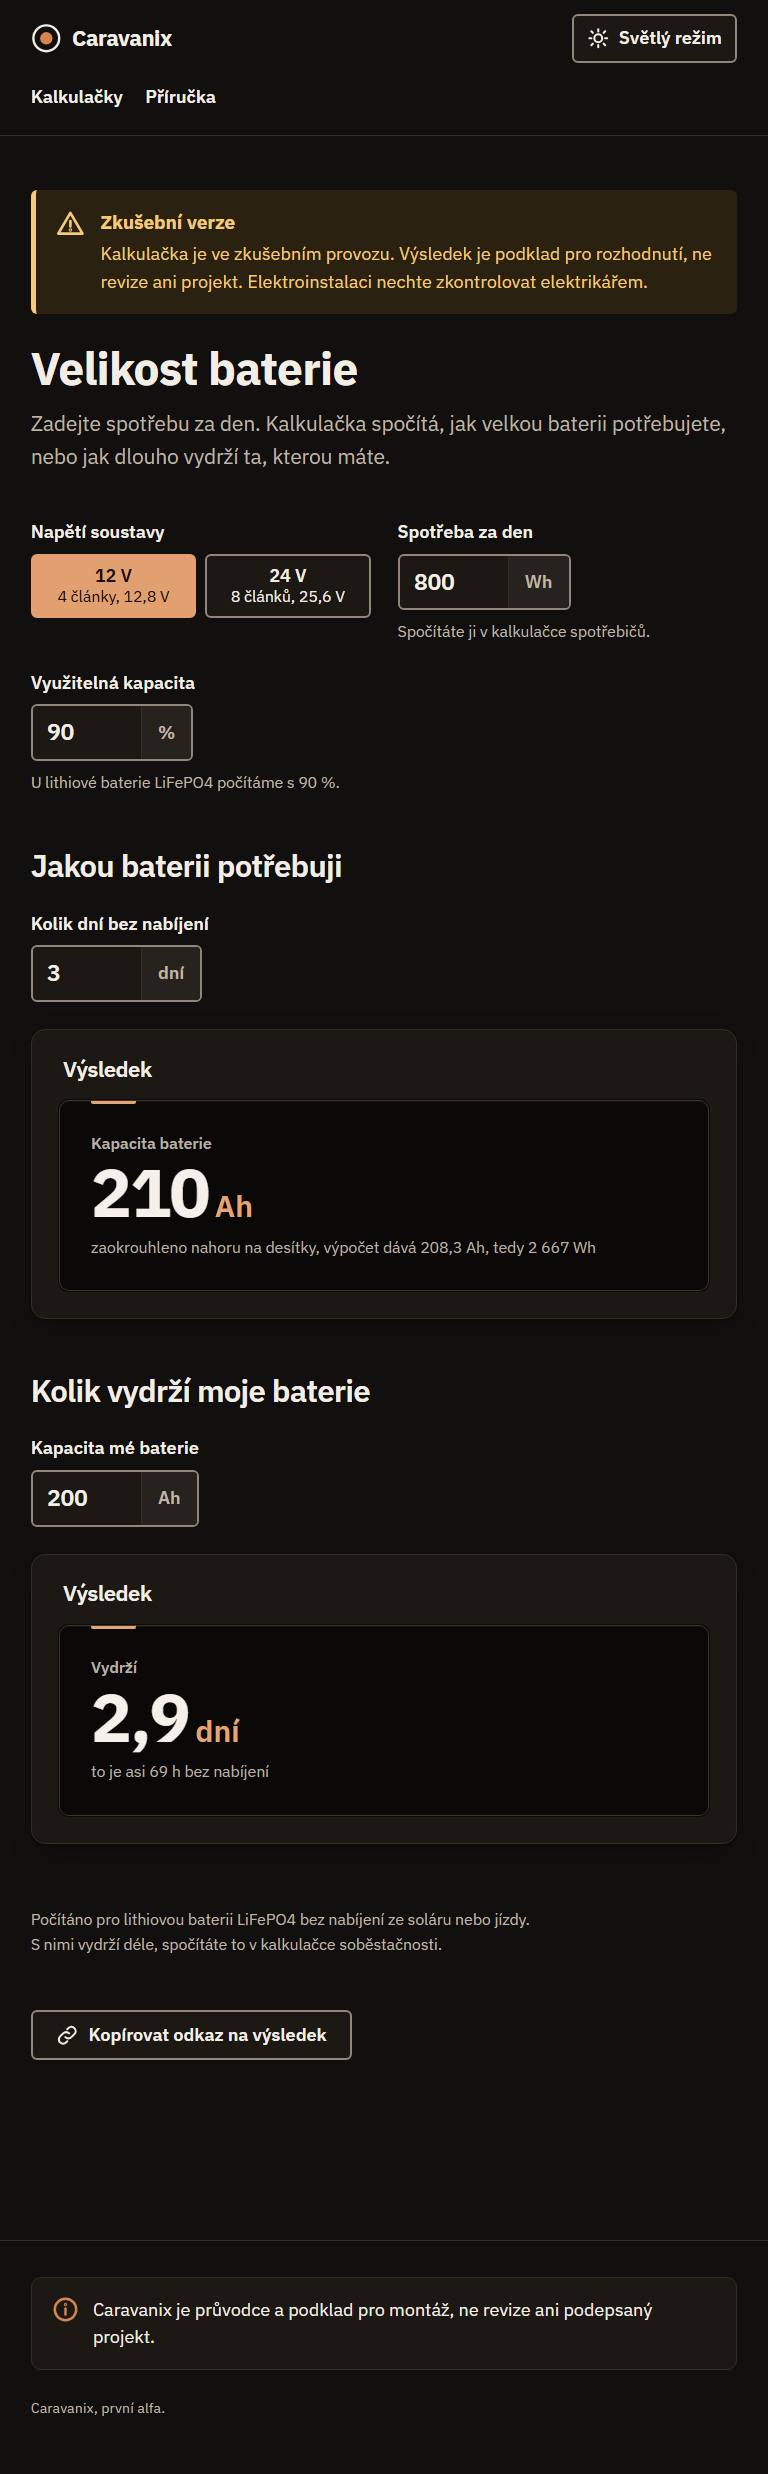 Caravanix
Světlý režim
Kalkulačky Příručka
Zkušební verze
Kalkulačka je ve zkušebním provozu. Výsledek je podklad pro rozhodnutí, ne
revize ani projekt. Elektroinstalaci nechte zkontrolovat elektrikářem.
Velikost baterie
Zadejte spotřebu za den. Kalkulačka spočítá, jak velkou baterii potřebujete,
nebo jak dlouho vydrží ta, kterou máte.
Napětí soustavy
12 V
4 články, 12,8 V
24 V
8 článků, 25,6 V
Spotřeba za den
800 Wh
Spočítáte ji v kalkulačce spotřebičů.
Využitelná kapacita
90 %
U lithiové baterie LiFePO4 počítáme s 90 %.
Jakou baterii potřebuji
Kolik dní bez nabíjení
3 dní
Výsledek
Kapacita baterie
210 Ah
zaokrouhleno nahoru na desítky, výpočet dává 208,3 Ah, tedy 2 667 Wh
Kolik vydrží moje baterie
Kapacita mé baterie
200 Ah
Výsledek
Vydrží
2,9 dní
to je asi 69 h bez nabíjení
Počítáno pro lithiovou baterii LiFePO4 bez nabíjení ze soláru nebo jízdy.
S nimi vydrží déle, spočítáte to v kalkulačce soběstačnosti.
Kopírovat odkaz na výsledek
Caravanix je průvodce a podklad pro montáž, ne revize ani podepsaný
projekt.
Caravanix, první alfa.